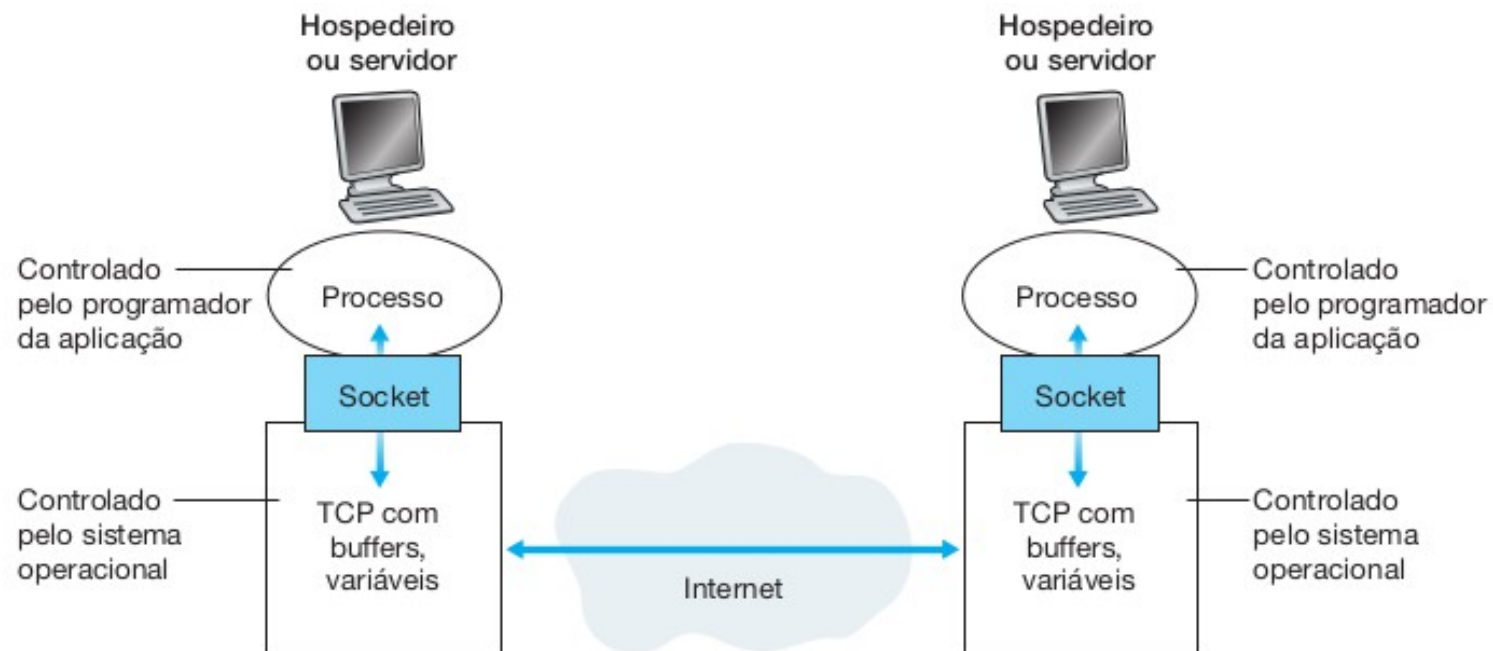 Hospedeiro
ou servidor
Hospedeiro
ou servidor
Controlado
pelo programador
da aplicação
Processo
Processo
Controlado
pelo programador
da aplicação
Socket
Socket
Controlado
pelo sistema
operacional
TCP com
buffers,
variáveis
Internet
TCP com
buffers,
variáveis
Controlado
pelo sistema
operacional